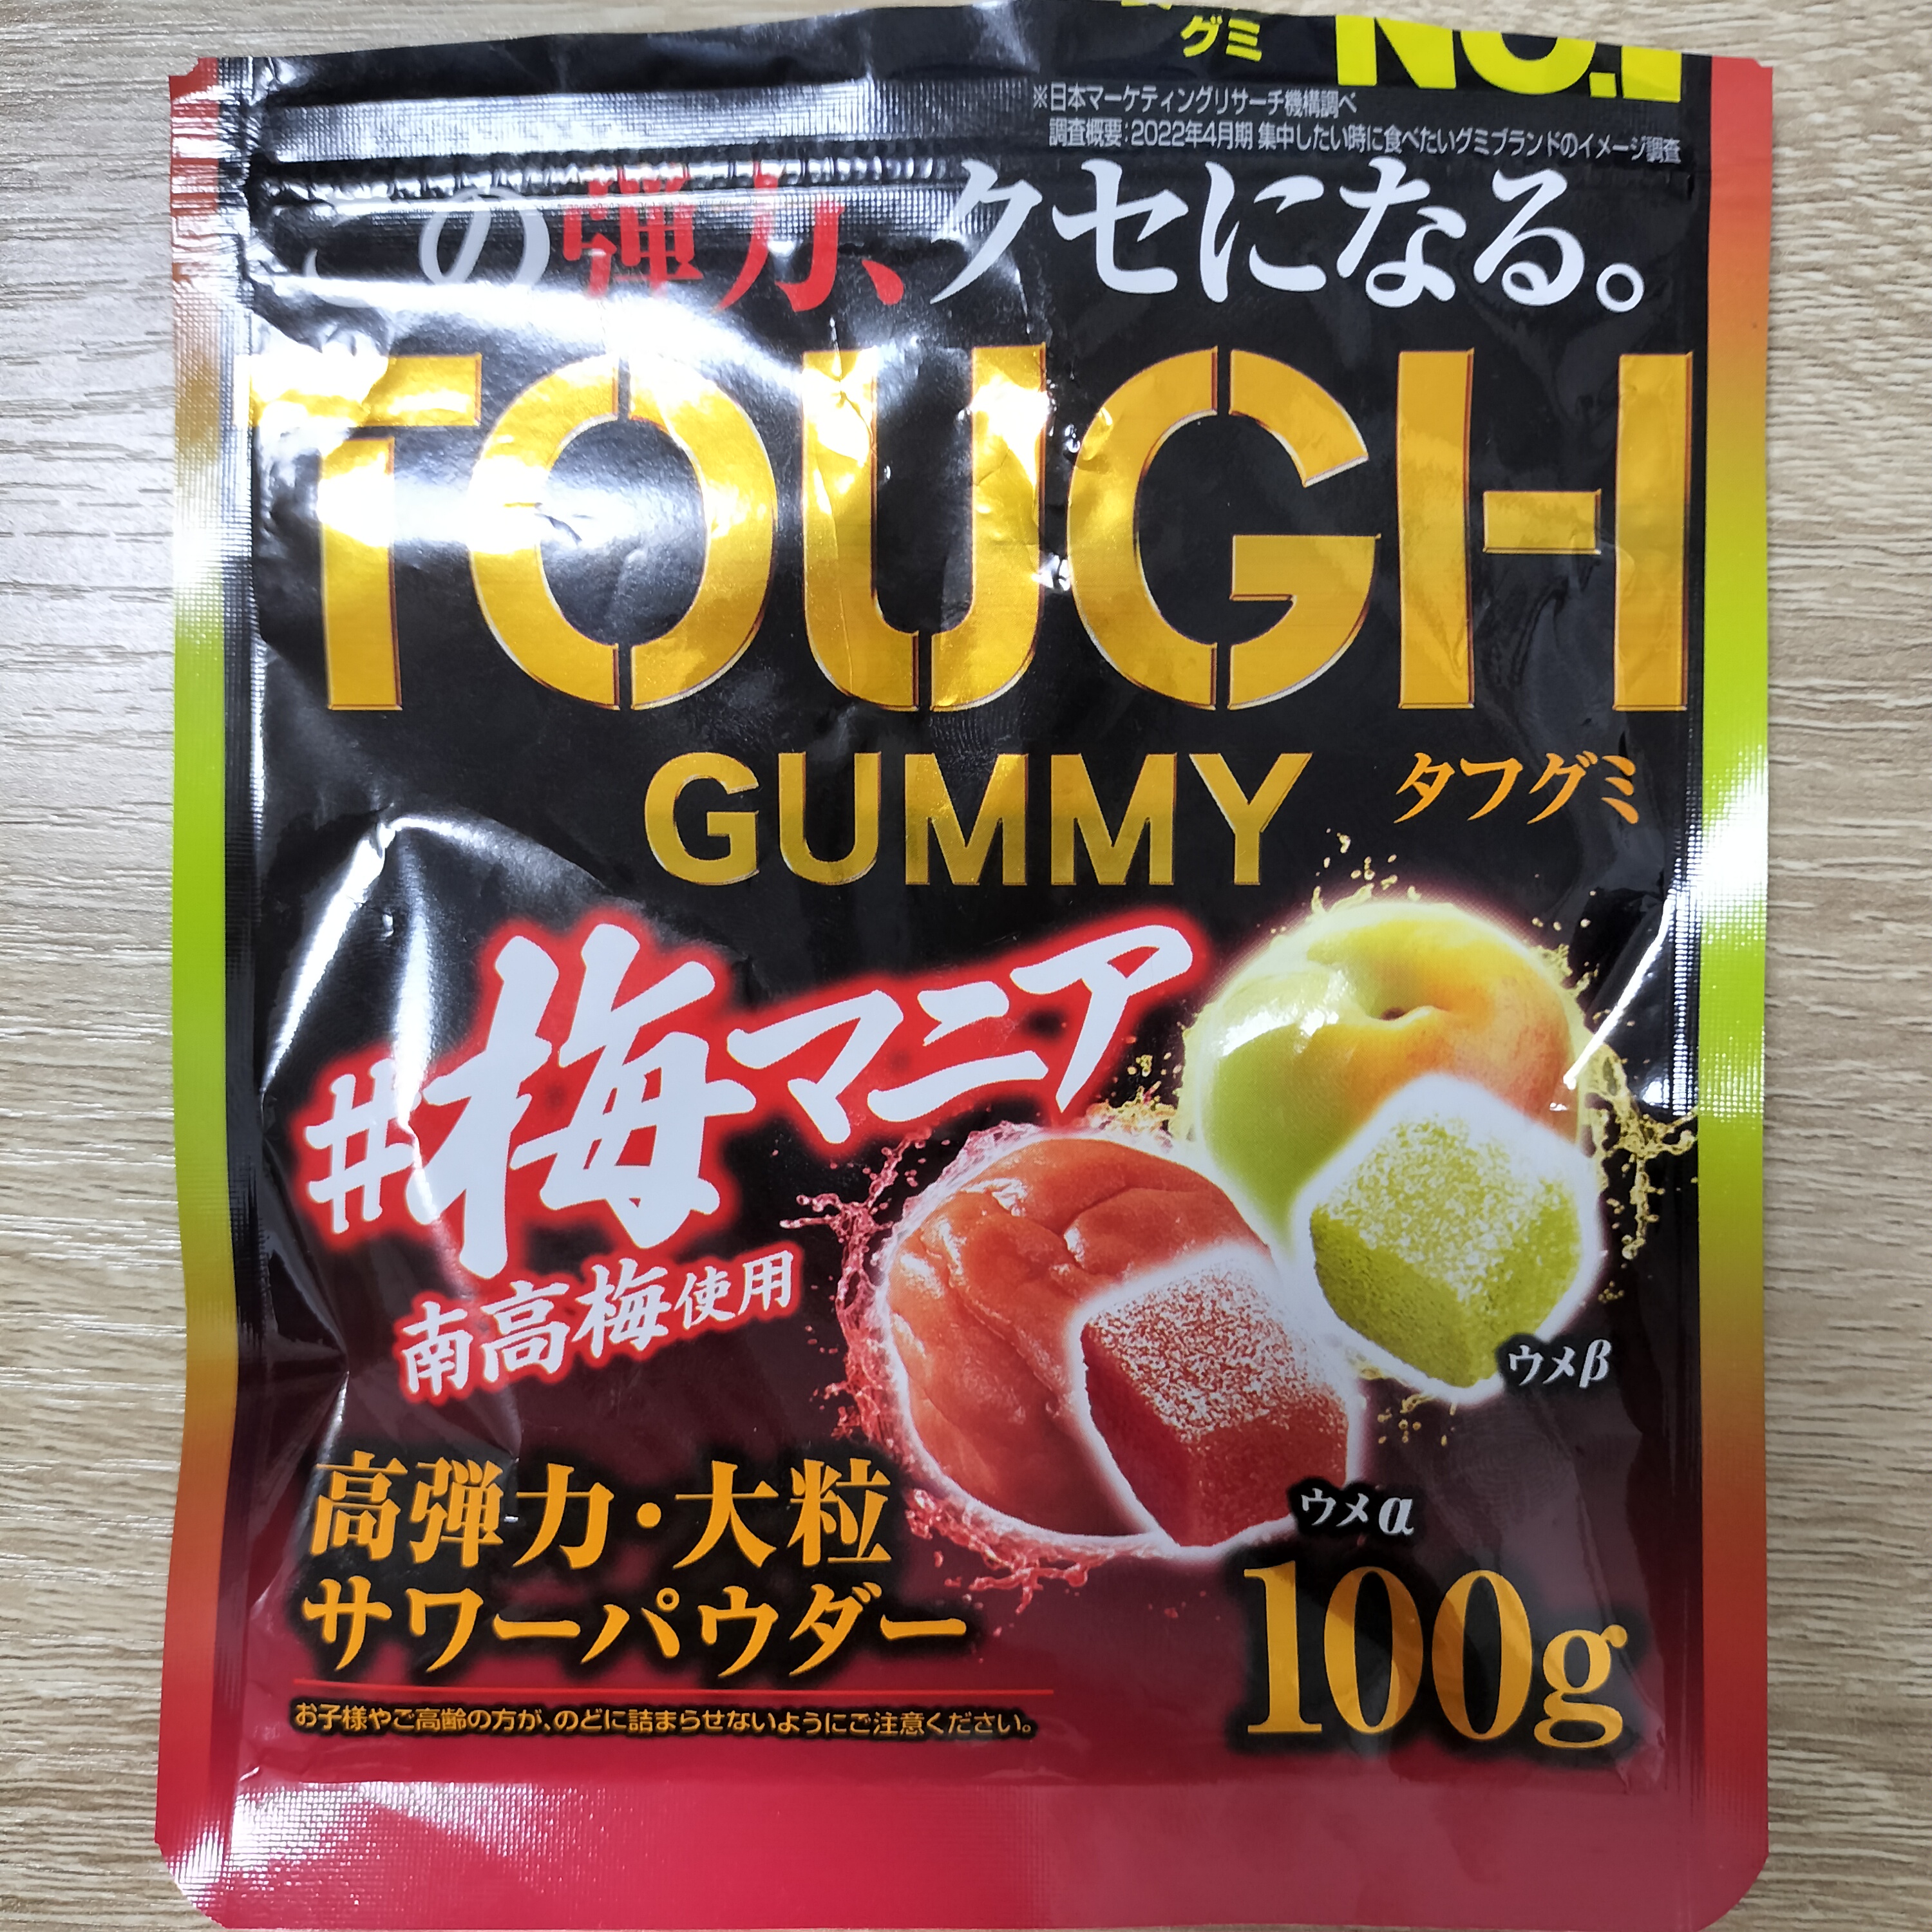 グミ
NO.1
※日本マーケティングリサーチ機構調べ
調査概要:2022年4月期 集中したい時に食べたいグミブランドのイメージ調査
この弾力、クセになる。
TOUGH
GUMMY タフグミ
#梅マニア
南高梅使用
ウメβ
ウメα
高弾力・大粒
サワーパウダー
100g
お子様やご高齢の方が、のどに詰まらせないようにご注意ください。